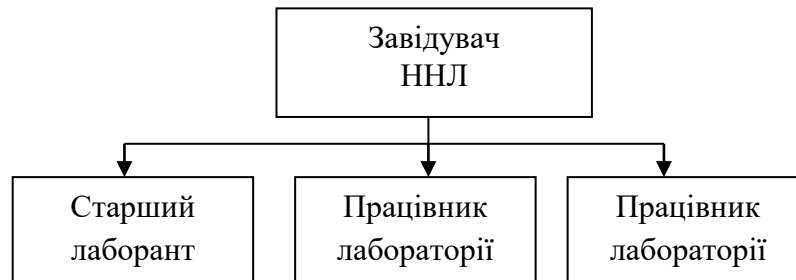 Завідувач
ННЛ
Старший
лаборант
Працівник
лабораторії
Працівник
лабораторії